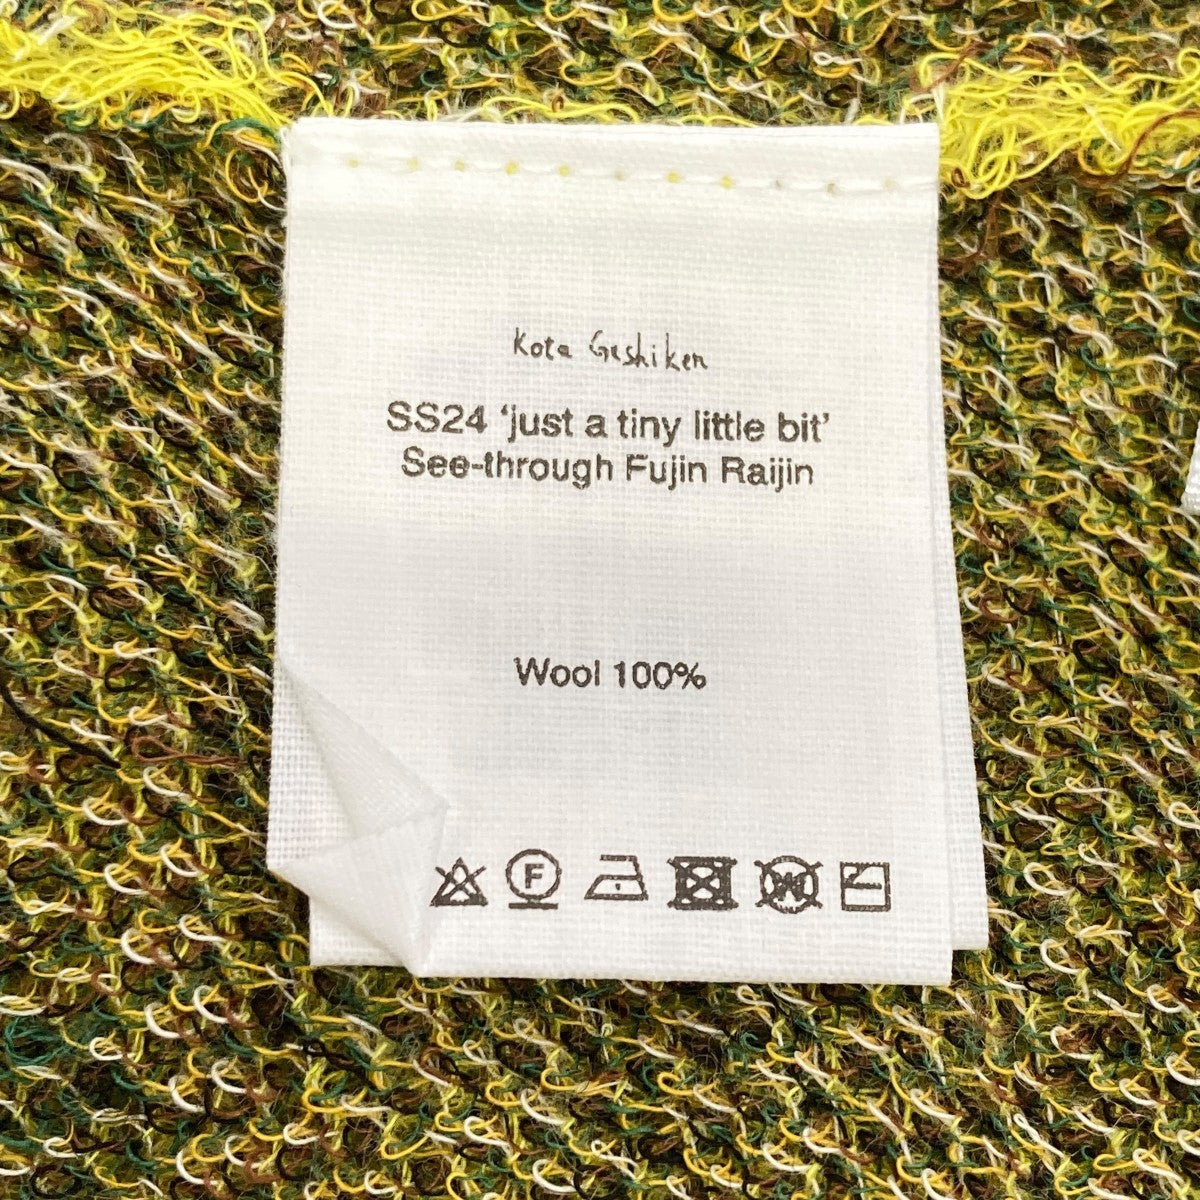 Kota Gushiken
SS24 ‘just a tiny little bit’
See-through Fujin Raijin
Wool 100%
F
W